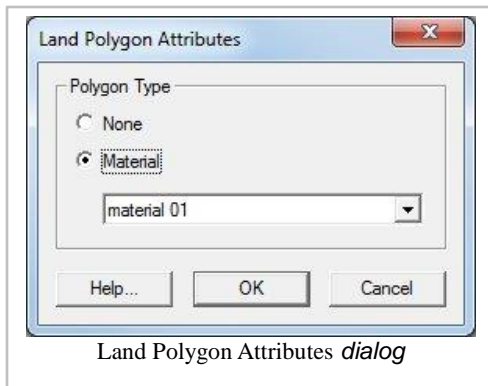 Land Polygon Attributes
Polygon Type
None
Material
material 01
Help... OK Cancel
Land Polygon Attributes dialog